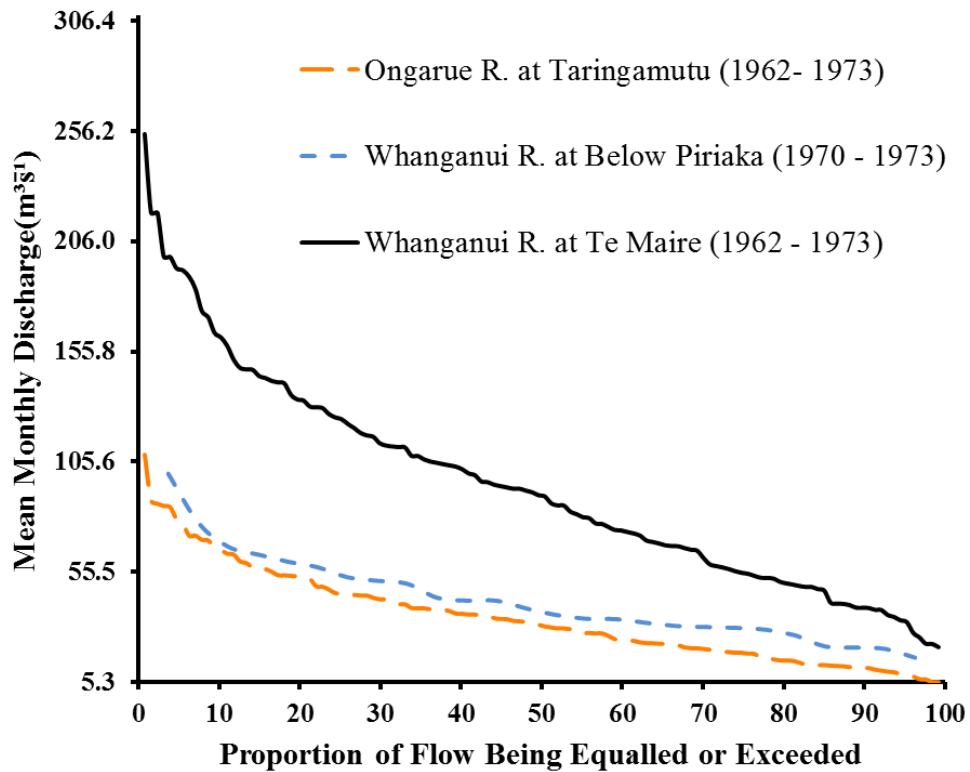 306.4
256.2
206.0
155.8
105.6
55.5
5.3
Mean Monthly Discharge(m³s̄¹)
Ongarue R. at Taringamutu (1962- 1973)
Whanganui R. at Below Piriaka (1970 - 1973)
Whanganui R. at Te Maire (1962 - 1973)
0 10 20 30 40 50 60 70 80 90 100
Proportion of Flow Being Equalled or Exceeded